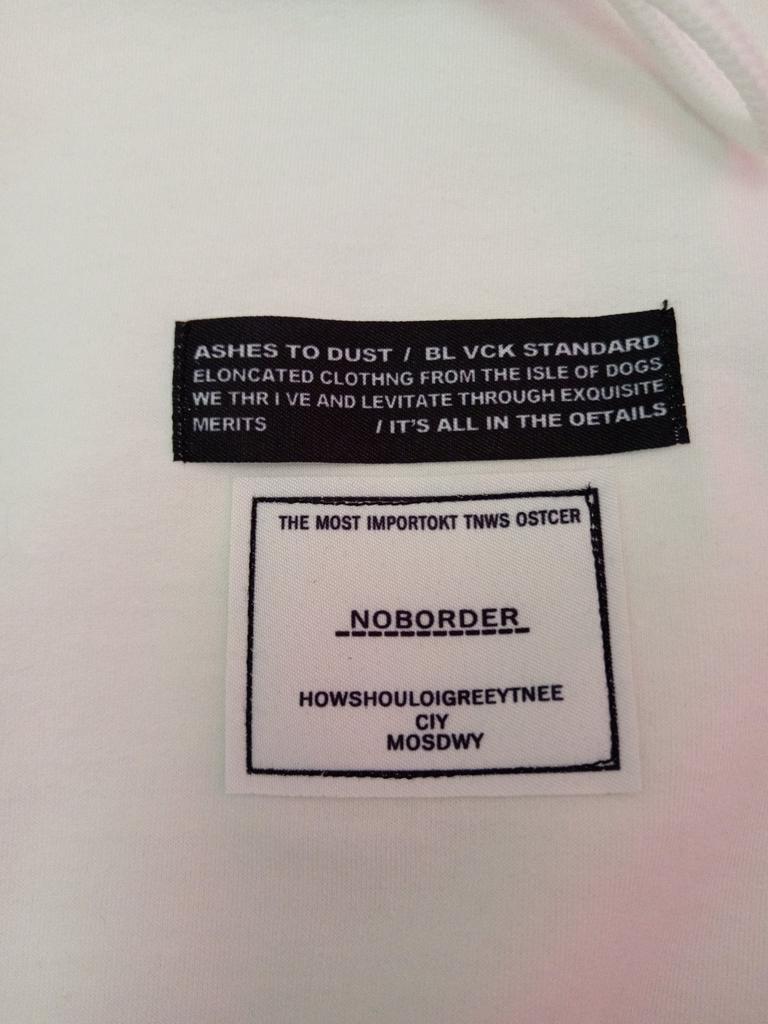 ASHES TO DUST / BL VCK STANDARD
ELONCATED CLOTHNG FROM THE ISLE OF DOGS
WE THR I VE AND LEVITATE THROUGH EXQUISITE
MERITS / IT'S ALL IN THE OETAILS
THE MOST IMPORTOKT TNWS OSTCER
NOBORDER
HOWSHOULOIGREEYTNEE
CIY
MOSDWY